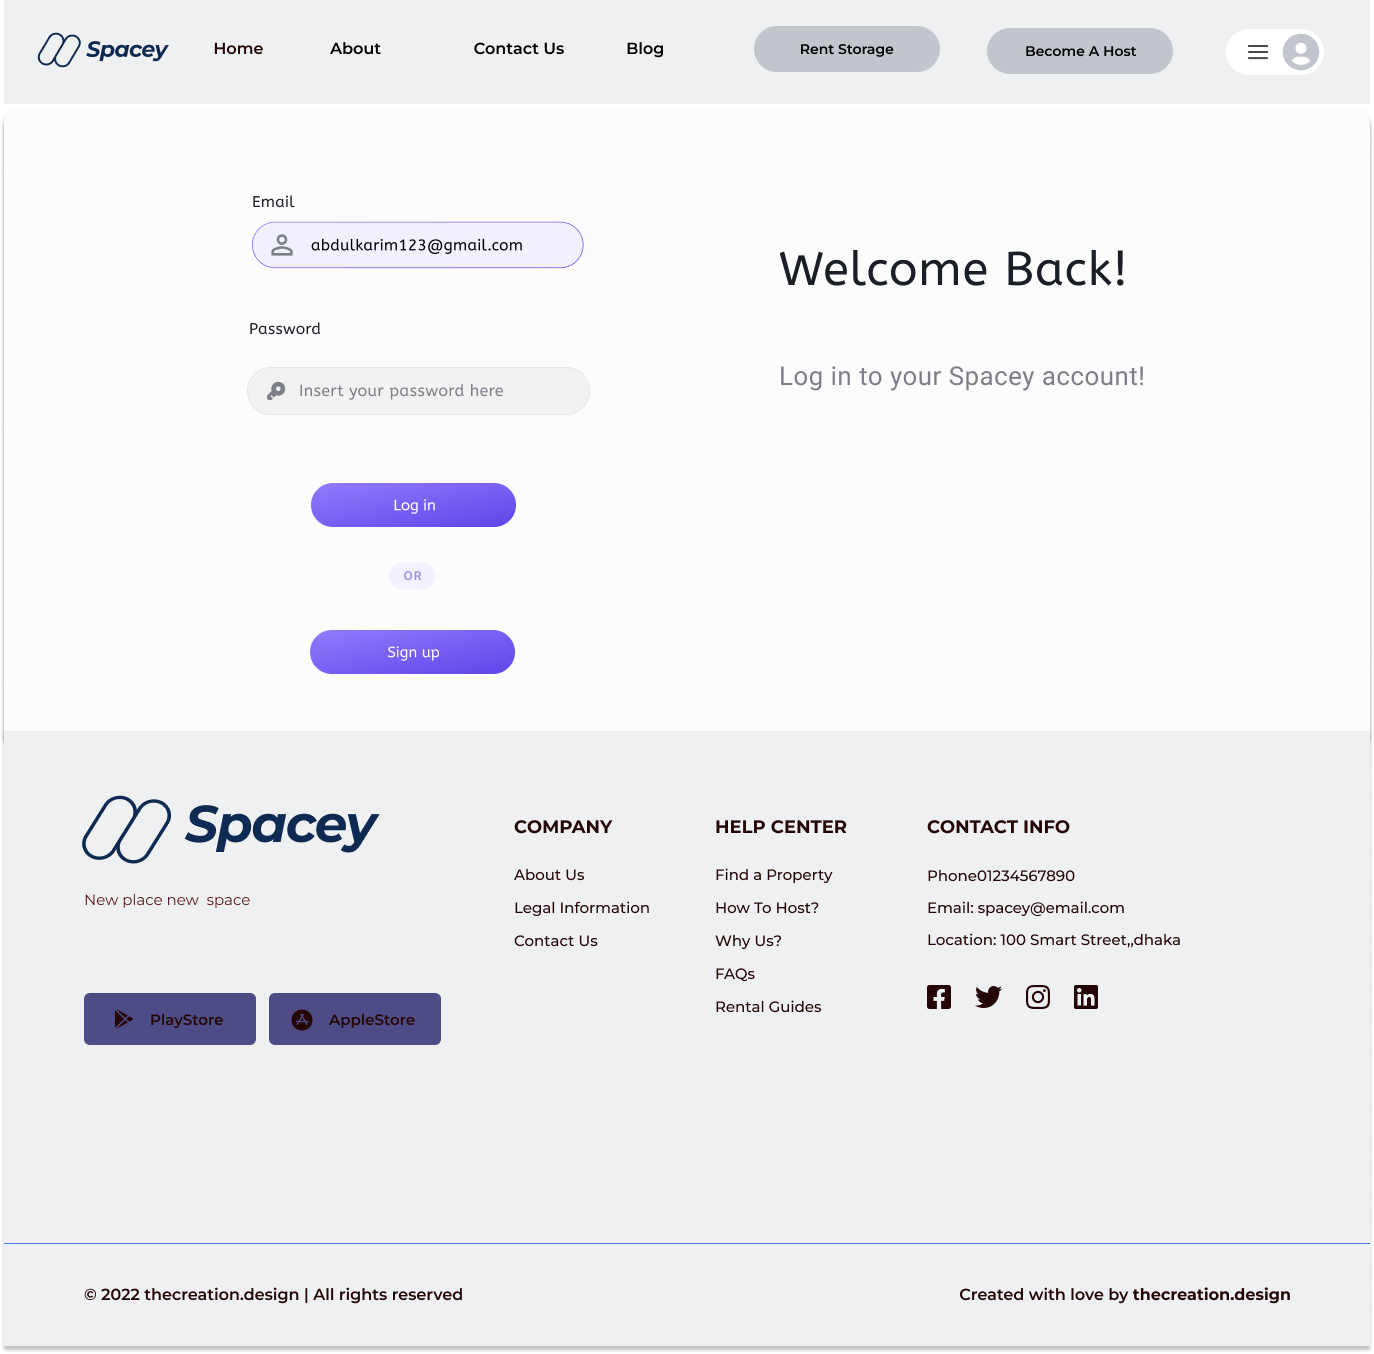 Spacey
Home
About
Contact Us
Blog
Rent Storage
Become A Host
Email
abdulkarim123@gmail.com
Password
Insert your password here
Log in
OR
Sign up
Welcome Back!
Log in to your Spacey account!
Spacey
New place new  space
PlayStore
AppleStore
COMPANY
About Us
Legal Information
Contact Us
HELP CENTER
Find a Property
How To Host?
Why Us?
FAQs
Rental Guides
CONTACT INFO
Phone01234567890
Email: spacey@email.com
Location: 100 Smart Street,,dhaka
© 2022 thecreation.design | All rights reserved
Created with love by thecreation.design